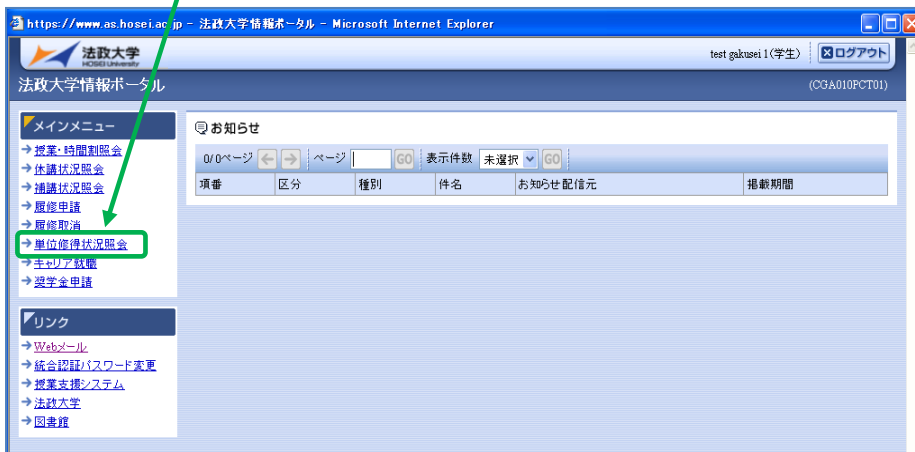 https://www.as.hosei.ac.jp - 法政大学情報ポータル - Microsoft Internet Explorer
法政大学
HOSEI University
test gakusei 1(学生)
ログアウト
法政大学情報ポータル
(CGA010PCT01)
メインメニュー
授業・時間割照会
休講状況照会
補講状況照会
履修申請
履修取消
単位修得状況照会
キャリア就職
奨学金申請
リンク
Webメール
統合認証パスワード変更
授業支援システム
法政大学
図書館
お知らせ
0/0ページ ページ GO 表示件数 未選択 GO
項番 区分 種別 件名 お知らせ配信元 掲載期間